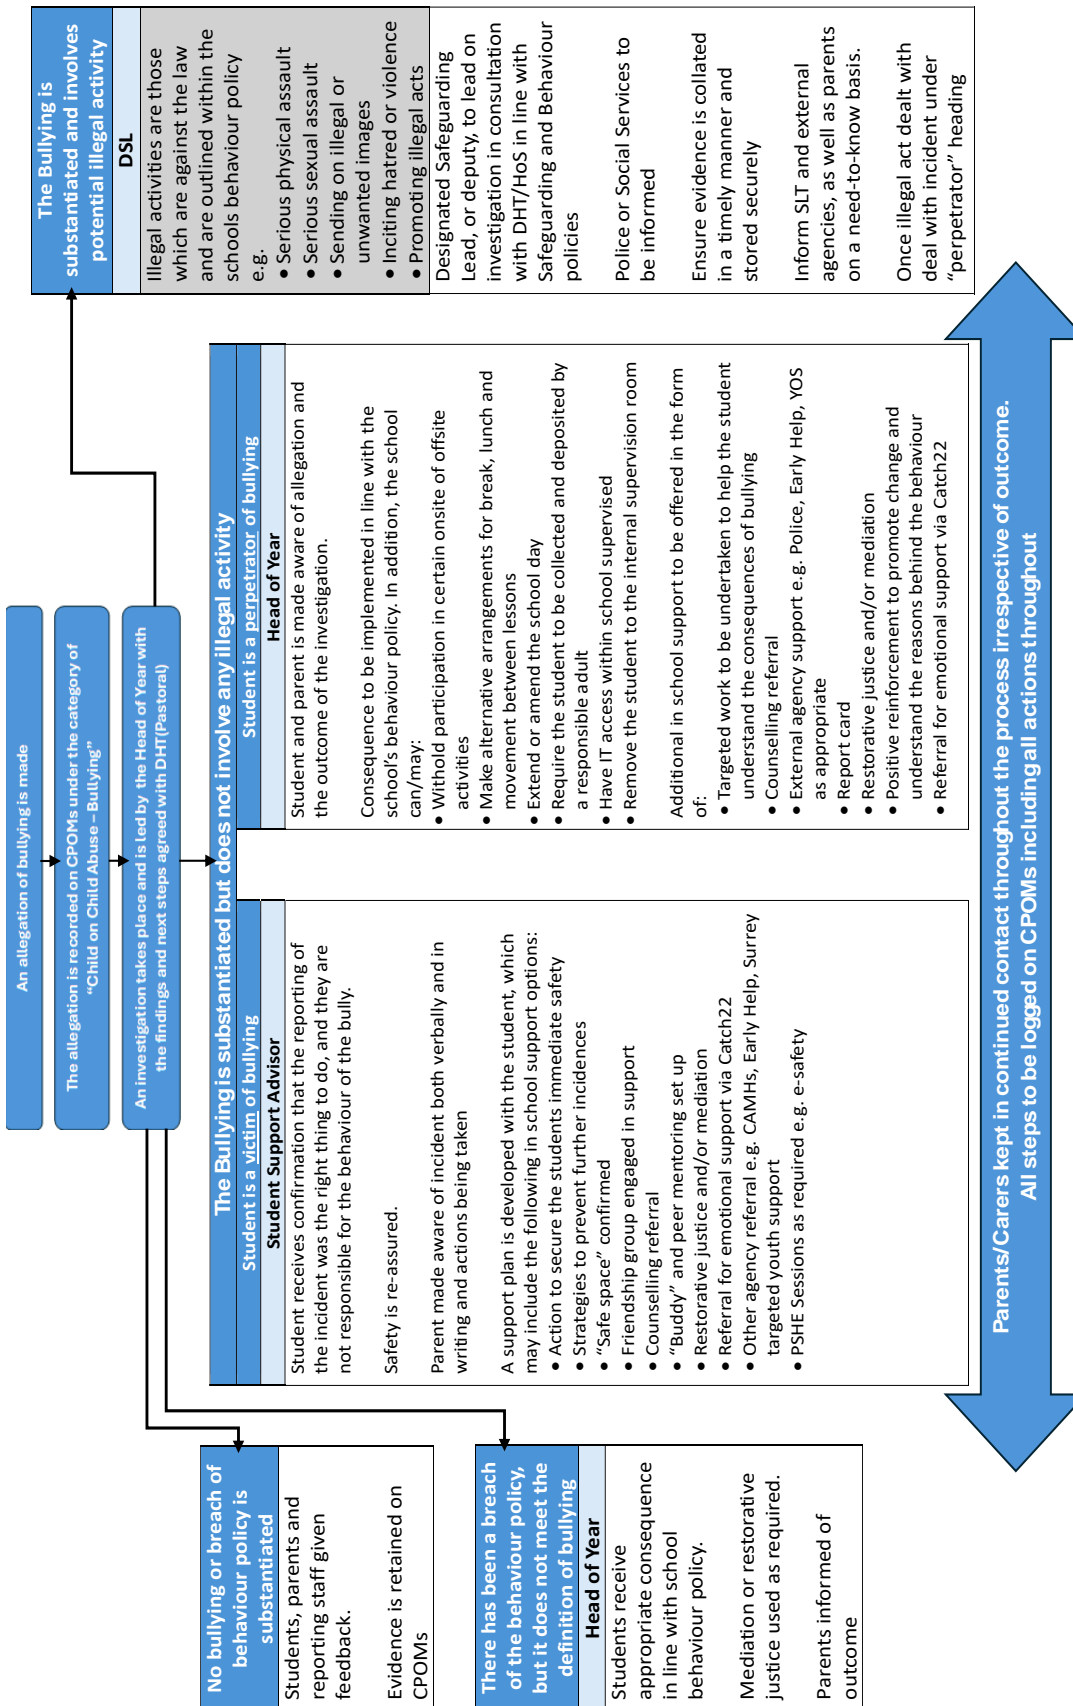 An allegation of bullying is made
The allegation is recorded on CPOMs under the category of
“Child on Child Abuse – Bullying”
An investigation takes place and is led by the Head of Year with
the findings and next steps agreed with DHT(Pastoral)
No bullying or breach of
behaviour policy is
substantiated
Students, parents and
reporting staff given
feedback.
Evidence is retained on
CPOMs
There has been a breach
of the behaviour policy,
but it does not meet the
definition of bullying
Head of Year
Students receive
appropriate consequence
in line with school
behaviour policy.
Mediation or restorative
justice used as required.
Parents informed of
outcome
The Bullying is substantiated but does not involve any illegal activity
Student is a victim of bullying
Student Support Advisor
Student receives confirmation that the reporting of
the incident was the right thing to do, and they are
not responsible for the behaviour of the bully.
Safety is re-assured.
Parent made aware of incident both verbally and in
writing and actions being taken
A support plan is developed with the student, which
may include the following in school support options:
• Action to secure the students immediate safety
• Strategies to prevent further incidences
• “Safe space” confirmed
• Friendship group engaged in support
• Counselling referral
• “Buddy” and peer mentoring set up
• Restorative justice and/or mediation
• Referral for emotional support via Catch22
• Other agency referral e.g. CAMHs, Early Help, Surrey
targeted youth support
• PSHE Sessions as required e.g. e-safety
Student is a perpetrator of bullying
Head of Year
Student and parent is made aware of allegation and
the outcome of the investigation.
Consequence to be implemented in line with the
school’s behaviour policy. In addition, the school
can/may:
• Withold participation in certain onsite of offsite
activities
• Make alternative arrangements for break, lunch and
movement between lessons
• Extend or amend the school day
• Require the student to be collected and deposited by
a responsible adult
• Have IT access within school supervised
• Remove the student to the internal supervision room
Additional in school support to be offered in the form
of:
• Targeted work to be undertaken to help the student
understand the consequences of bullying
• Counselling referral
• External agency support e.g. Police, Early Help, YOS
as appropriate
• Report card
• Restorative justice and/or mediation
• Positive reinforcement to promote change and
understand the reasons behind the behaviour
• Referral for emotional support via Catch22
The Bullying is
substantiated and involves
potential illegal activity
DSL
Illegal activities are those
which are against the law
and are outlined within the
schools behaviour policy
e.g.
• Serious physical assault
• Serious sexual assault
• Sending on illegal or
unwanted images
• Inciting hatred or violence
• Promoting illegal acts
Designated Safeguarding
Lead, or deputy, to lead on
investigation in consultation
with DHT/HoS in line with
Safeguarding and Behaviour
policies
Police or Social Services to
be informed
Ensure evidence is collated
in a timely manner and
stored securely
Inform SLT and external
agencies, as well as parents
on a need-to-know basis.
Once illegal act dealt with
deal with incident under
“perpetrator” heading
Parents/Carers kept in continued contact throughout the process irrespective of outcome.
All steps to be logged on CPOMs includingall actions throughout